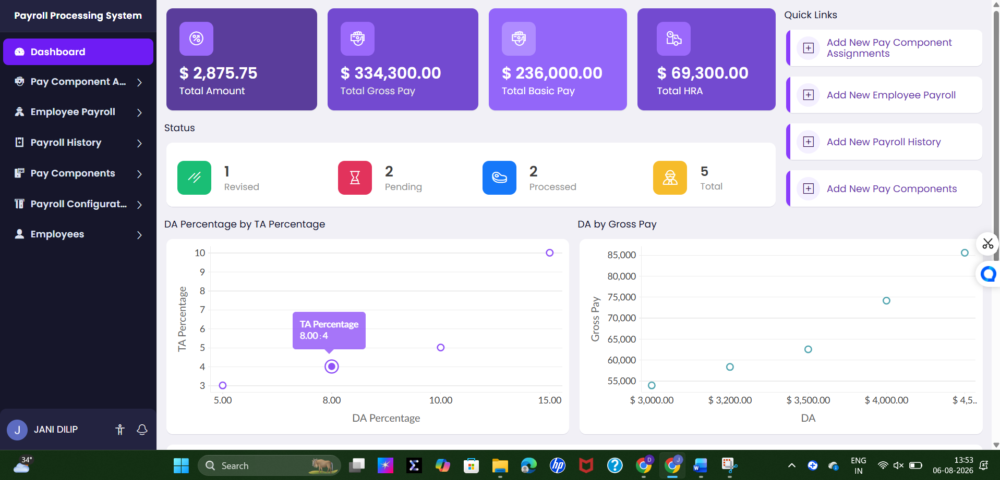 Payroll Processing System
Dashboard
Pay Component A...
Employee Payroll
Payroll History
Pay Components
Payroll Configurat...
Employees
J
JANI DILIP
$ 2,875.75
Total Amount
$ 334,300.00
Total Gross Pay
$ 236,000.00
Total Basic Pay
$ 69,300.00
Total HRA
Quick Links
Add New Pay Component
Assignments
Add New Employee Payroll
Add New Payroll History
Add New Pay Components
Status
1
Revised
2
Pending
2
Processed
5
Total
DA Percentage by TA Percentage
TA Percentage
10
9
8
7
6
5
4
3
TA Percentage
8.00 : 4
5.00
8.00
10.00
15.00
DA Percentage
DA by Gross Pay
Gross Pay
85,000
80,000
75,000
70,000
65,000
60,000
55,000
$ 3,000.00
$ 3,200.00
$ 3,500.00
$ 4,000.00
$ 4,5..
DA
34°
Search
hp
D
J
W
ENG
IN
13:53
06-08-2026